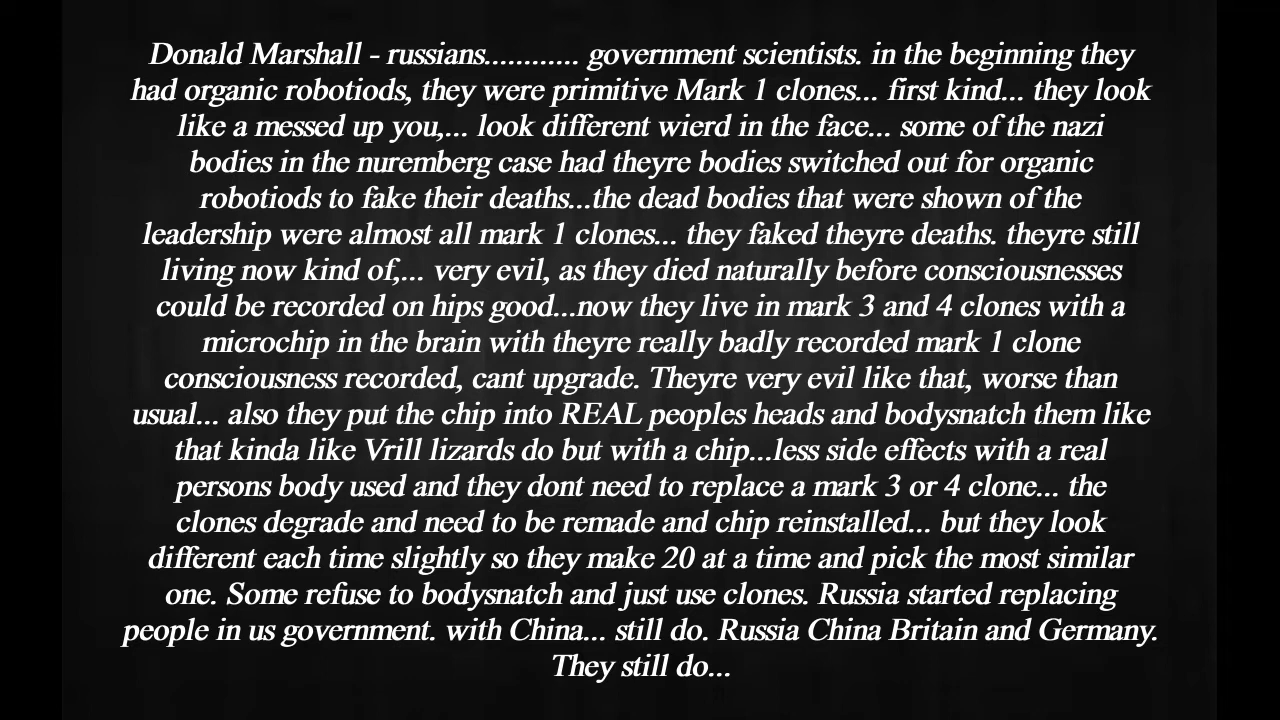 Donald Marshall - russians............ government scientists. in the beginning they
had organic robotiods, they were primitive Mark 1 clones... first kind... they look
like a messed up you,... look different wierd in the face... some of the nazi
bodies in the nuremberg case had theyre bodies switched out for organic
robotiods to fake their deaths...the dead bodies that were shown of the
leadership were almost all mark 1 clones... they faked theyre deaths. theyre still
living now kind of,... very evil, as they died naturally before consciousnesses
could be recorded on hips good...now they live in mark 3 and 4 clones with a
microchip in the brain with theyre really badly recorded mark 1 clone
consciousness recorded, cant upgrade. Theyre very evil like that, worse than
usual... also they put the chip into REAL peoples heads and bodysnatch them like
that kinda like Vrill lizards do but with a chip...less side effects with a real
persons body used and they dont need to replace a mark 3 or 4 clone... the
clones degrade and need to be remade and chip reinstalled... but they look
different each time slightly so they make 20 at a time and pick the most similar
one. Some refuse to bodysnatch and just use clones. Russia started replacing
people in us government. with China... still do. Russia China Britain and Germany.
They still do...